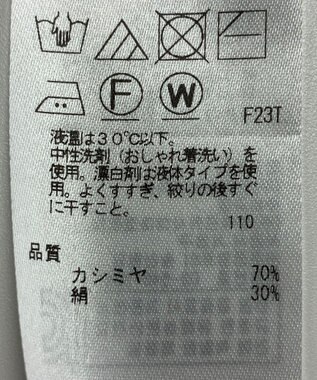 F
W
F23T
液温は30℃以下。
中性洗剤(おしゃれ着洗い)を
使用。漂白剤は液体タイプを使
用。よくすすぎ、絞りの後すぐ
に干すこと。
110
品質
カシミヤ 70%
絹 30%